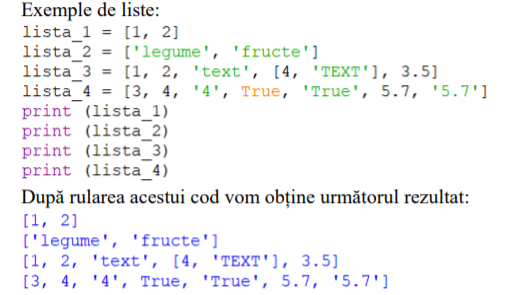 Exemple de liste:
lista_1 = [1, 2]
lista_2 = ['legume', 'fructe']
lista_3 = [1, 2, 'text', [4, 'TEXT'], 3.5]
lista_4 = [3, 4, '4', True, 'True', 5.7, '5.7']
print (lista_1)
print (lista_2)
print (lista_3)
print (lista_4)
După rularea acestui cod vom obține următorul rezultat:
[1, 2]
['legume', 'fructe']
[1, 2, 'text', [4, 'TEXT'], 3.5]
[3, 4, '4', True, 'True', 5.7, '5.7']